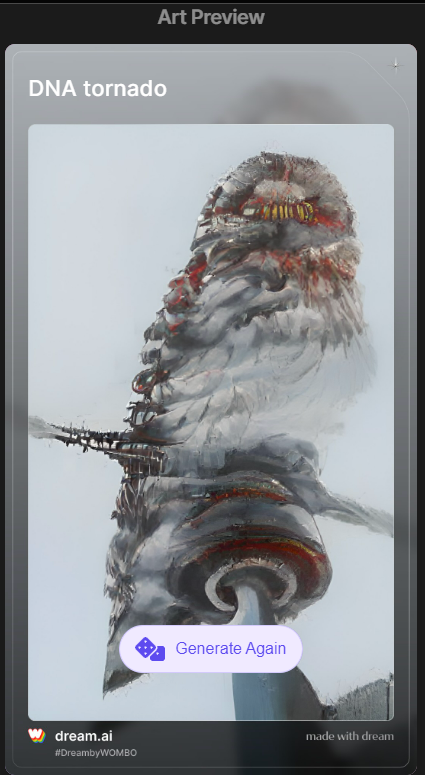 Art Preview
DNA tornado
Generate Again
dream.ai
made with dream
#DreambyWOMBO